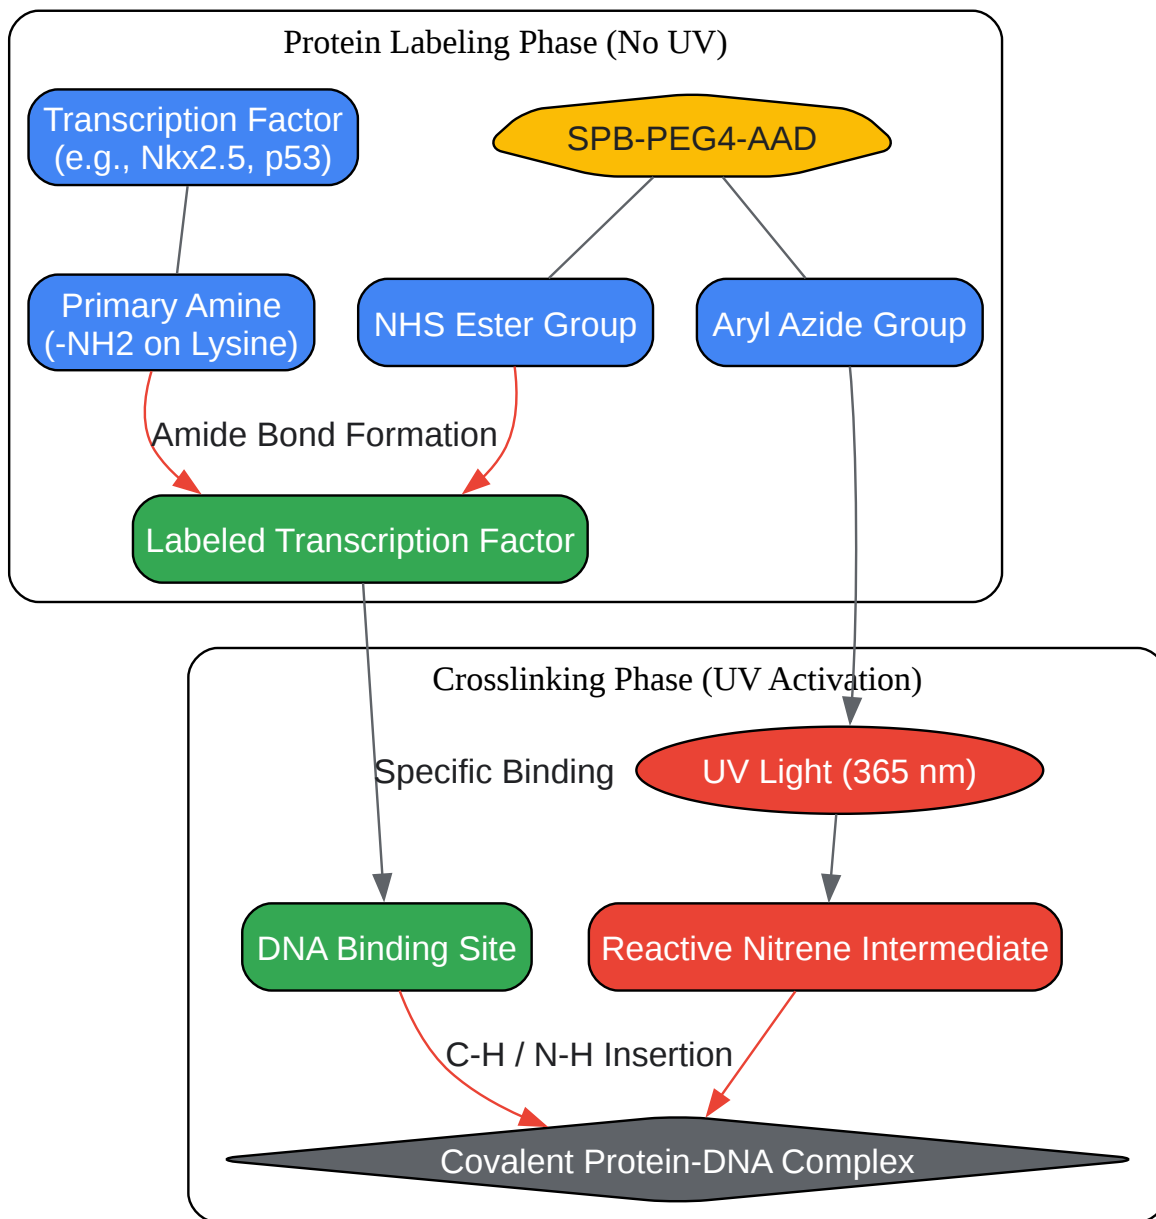 Protein Labeling Phase (No UV)
Transcription Factor
(e.g., Nkx2.5, p53)
SPB-PEG4-AAD
Primary Amine
(-NH2 on Lysine)
NHS Ester Group
Aryl Azide Group
Amide Bond Formation
Labeled Transcription Factor
Crosslinking Phase (UV Activation)
Specific Binding
UV Light (365 nm)
DNA Binding Site
Reactive Nitrene Intermediate
C-H / N-H Insertion
Covalent Protein-DNA Complex